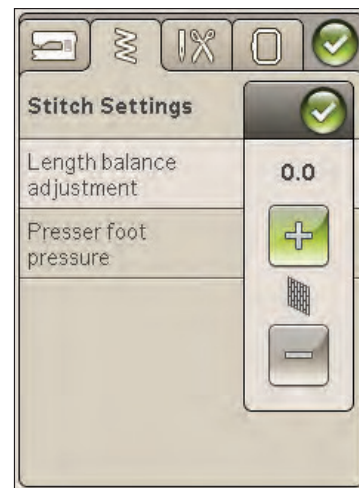 Stitch Settings
Length balance
adjustment
0.0
Presser foot
pressure